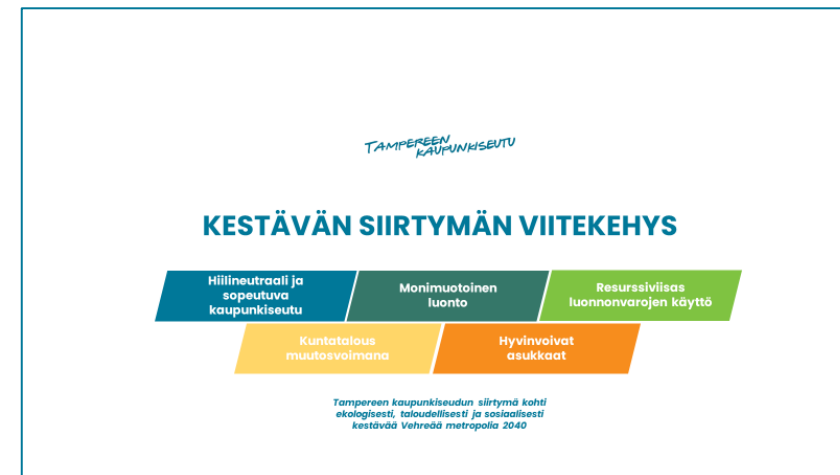 TAMPEREEN
KAUPUNKISEUTU
KESTÄVÄN SIIRTYMÄN VIITEKEHYS
Hiilineutraali ja
sopeutuva
kaupunkiseutu
Monimuotoinen
luonto
Resurssiviisas
luonnonvarojen käyttö
Kuntatalous
muutosvoimana
Hyvinvoivat
asukkaat
Tampereen kaupunkiseudun siirtymä kohti
ekologisesti, taloudellisesti ja sosiaalisesti
kestävää Vehreää metropolia 2040